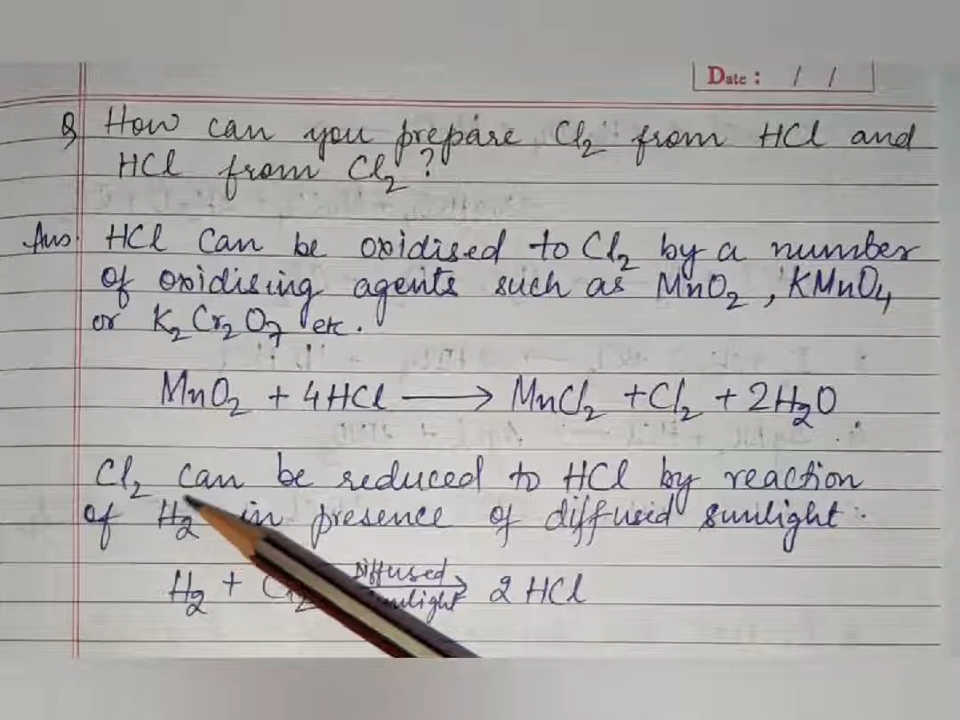 Date: / /
Q How can you prepare Cl₂ from HCl and
HCl from Cl₂?
Ans. HCl can be oxidised to Cl₂ by a number
of oxidising agents such as MnO₂, KMnO₄
or K₂Cr₂O₇ etc.
MnO₂ + 4HCl ⟶ MnCl₂ + Cl₂ + 2H₂O
Cl₂ can be reduced to HCl by reaction
of H₂ in presence of diffused sunlight.
Diffused
H₂ + ⟶ 2 HCl